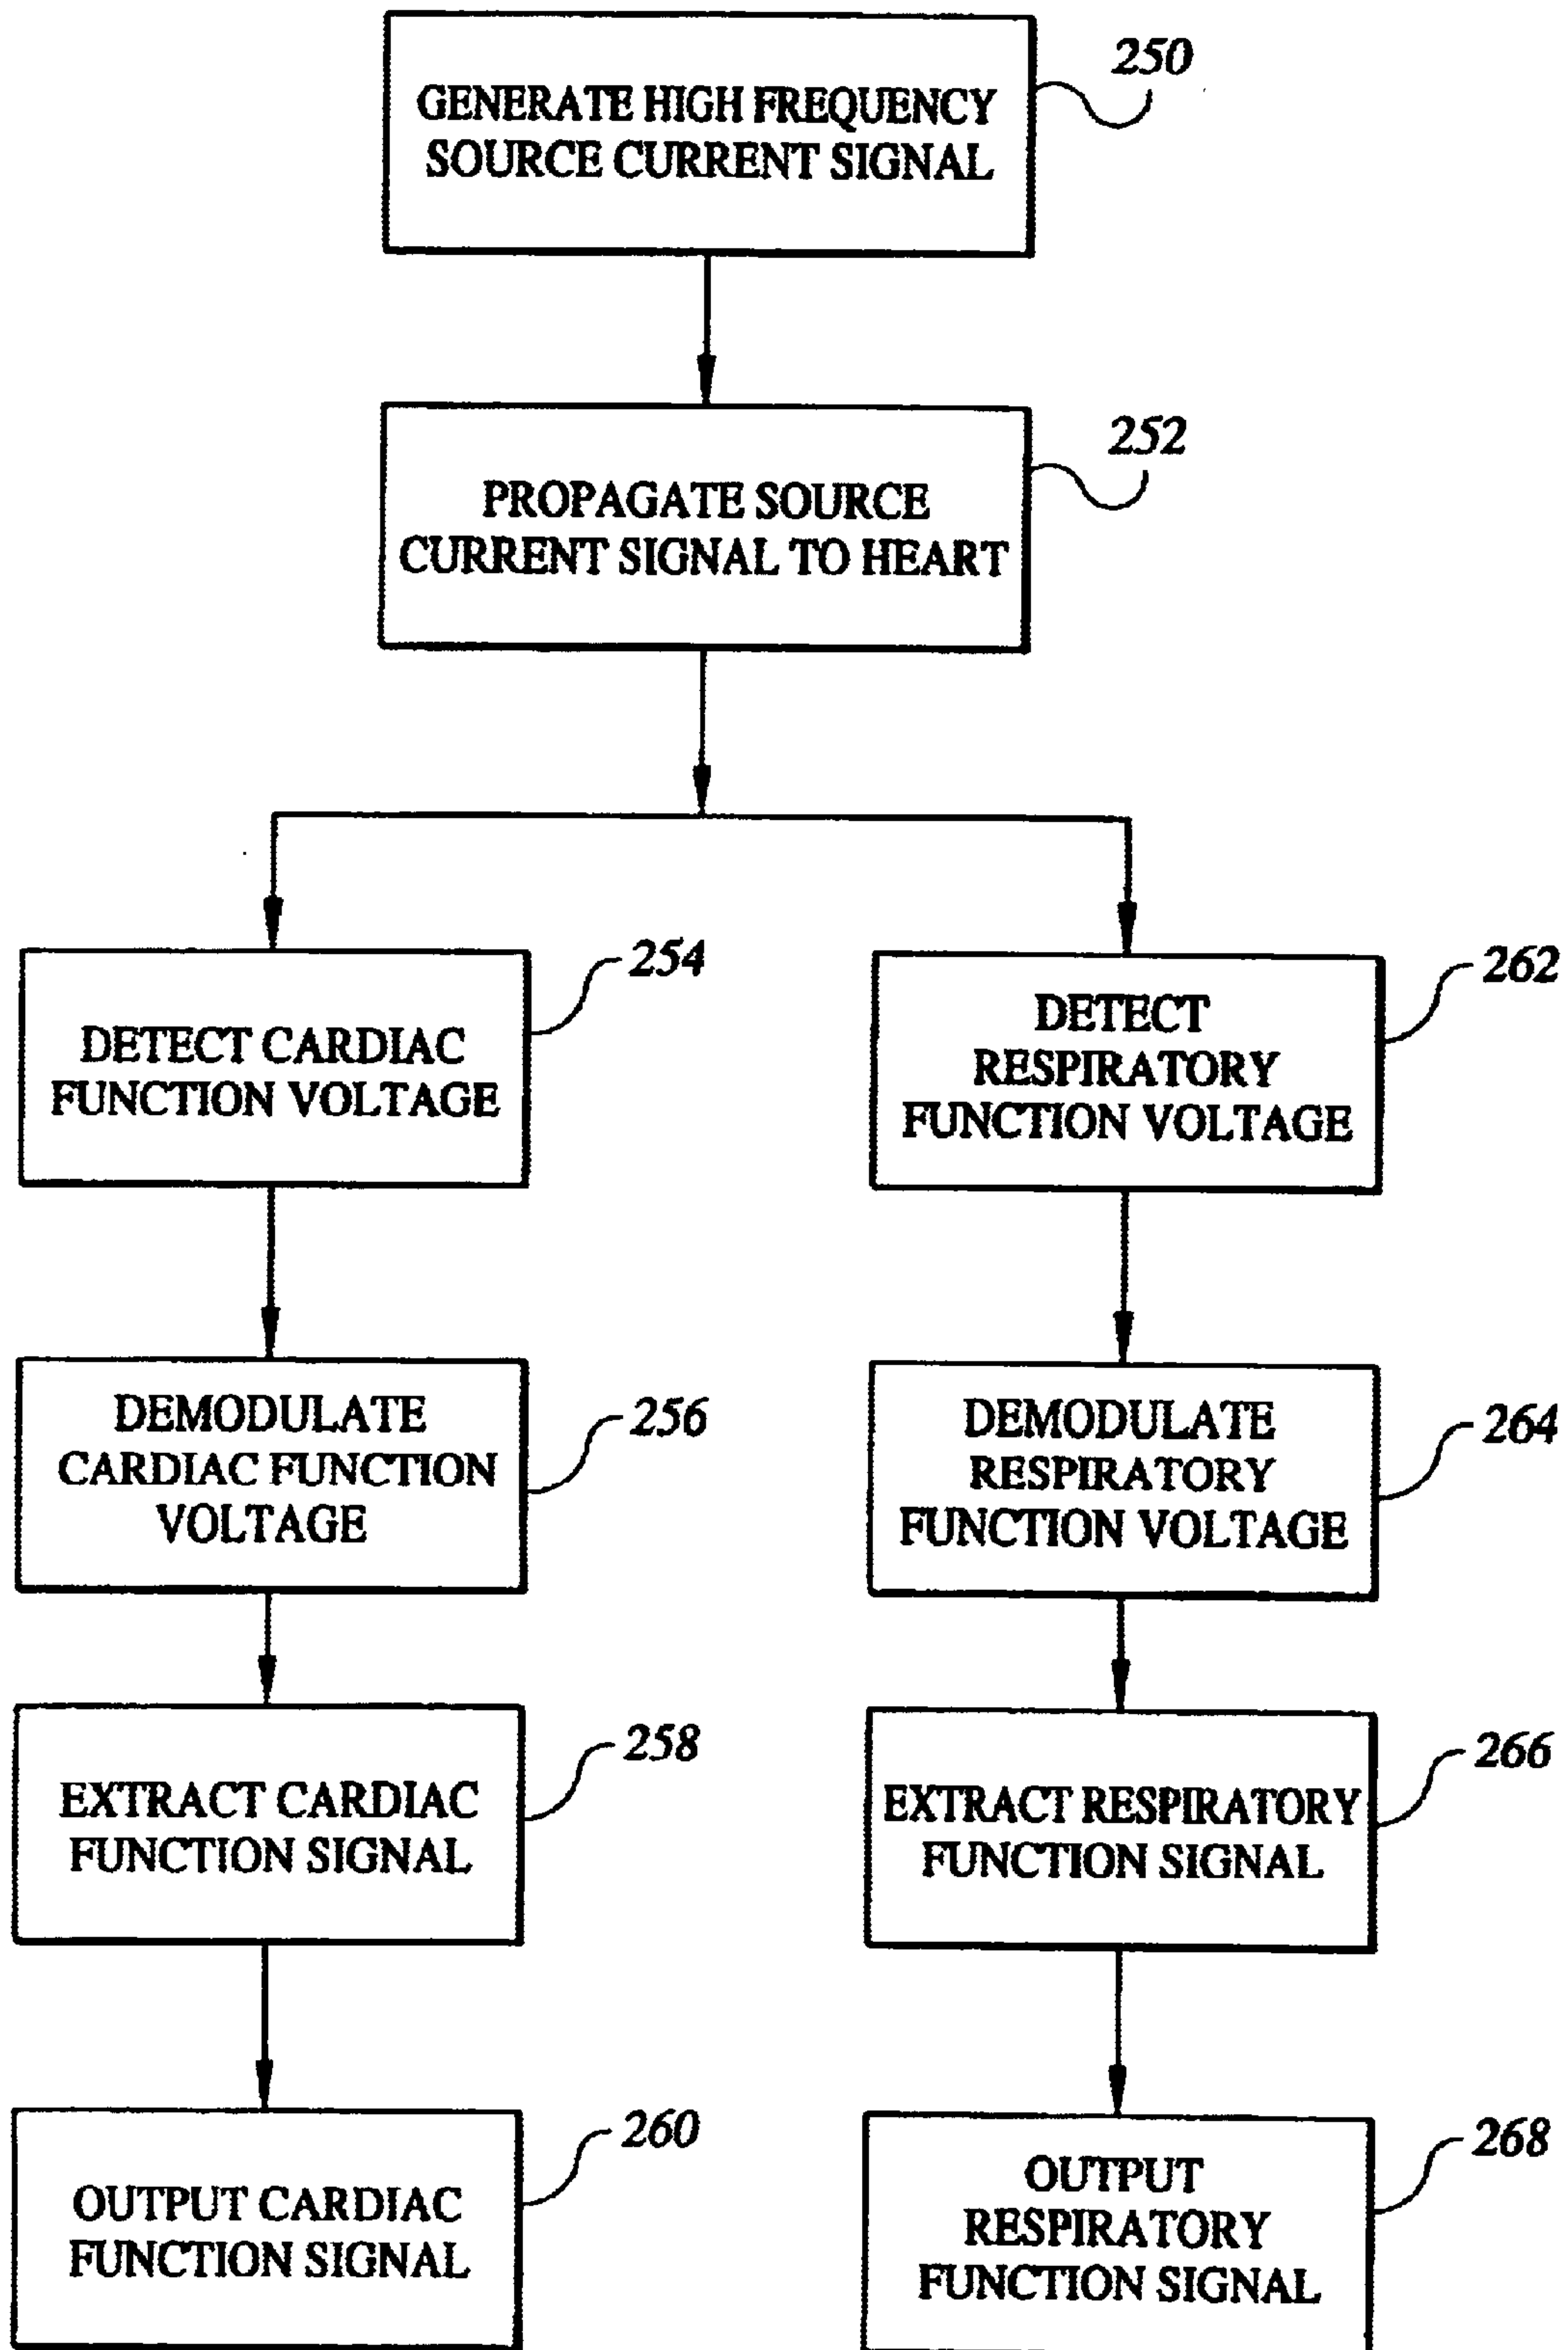 250
GENERATE HIGH FREQUENCY
SOURCE CURRENT SIGNAL
252
PROPAGATE SOURCE
CURRENT SIGNAL TO HEART
254
DETECT CARDIAC
FUNCTION VOLTAGE
256
DEMODULATE
CARDIAC FUNCTION
VOLTAGE
258
EXTRACT CARDIAC
FUNCTION SIGNAL
260
OUTPUT CARDIAC
FUNCTION SIGNAL
262
DETECT
RESPIRATORY
FUNCTION VOLTAGE
264
DEMODULATE
RESPIRATORY
FUNCTION VOLTAGE
266
EXTRACT RESPIRATORY
FUNCTION SIGNAL
268
OUTPUT
RESPIRATORY
FUNCTION SIGNAL